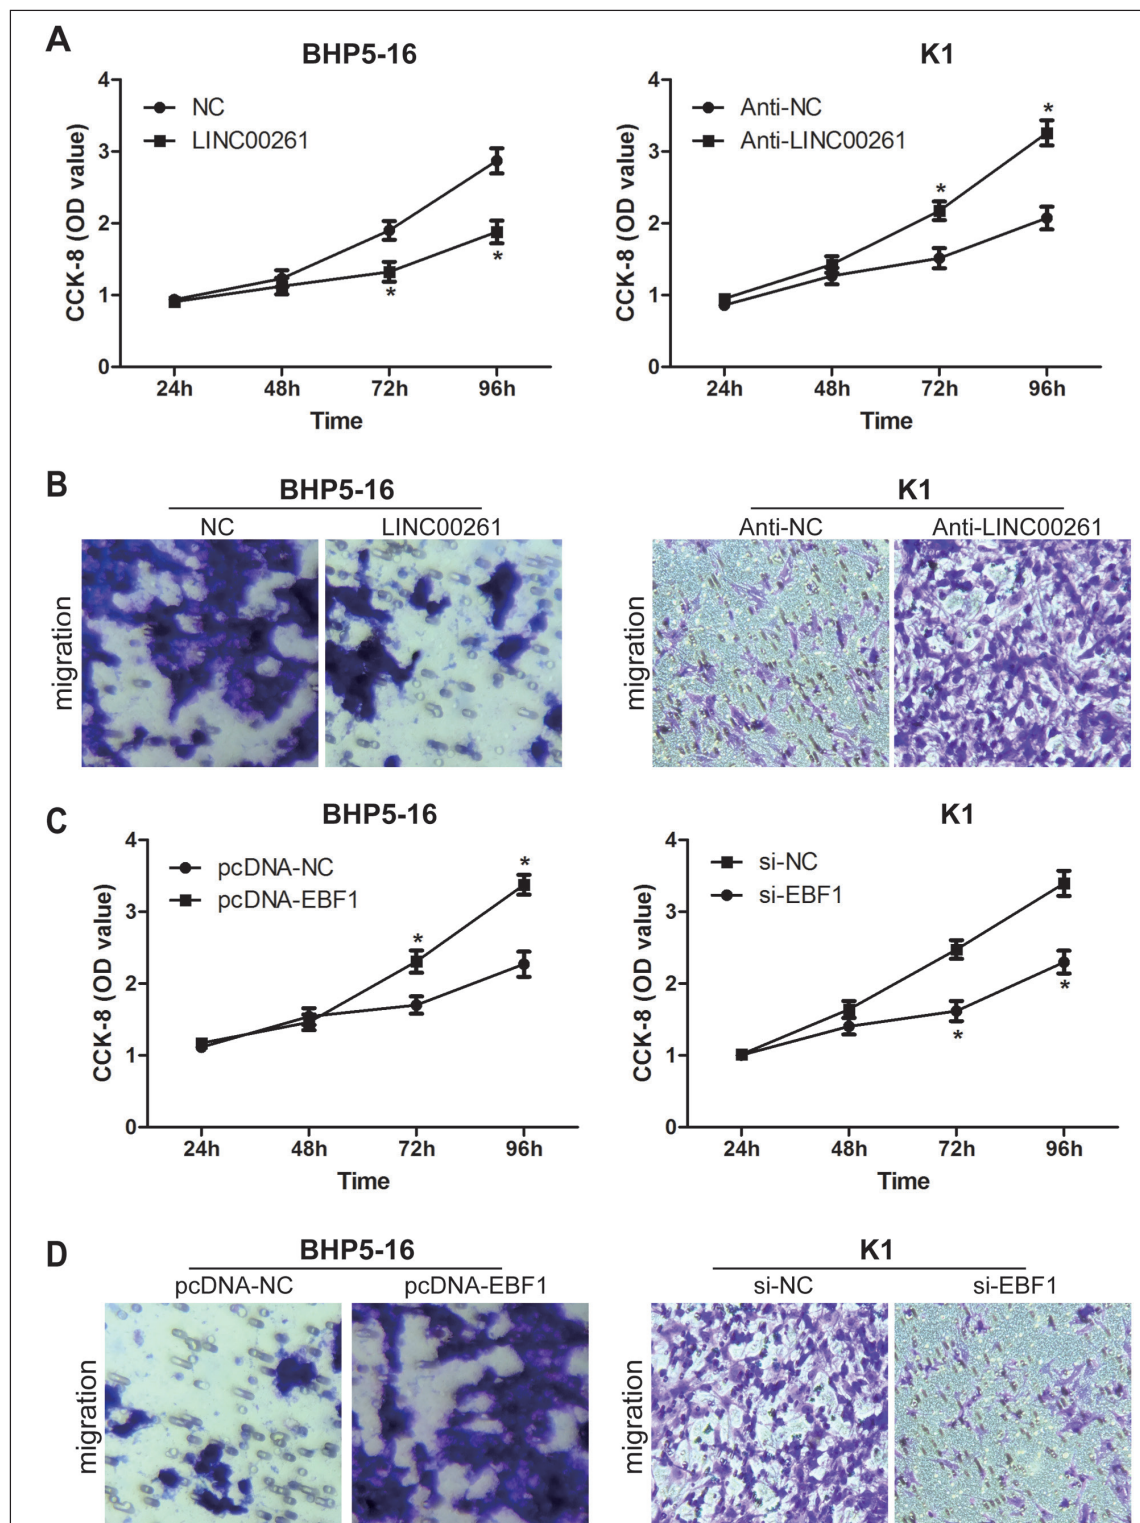 A
BHP5-16
K1
4
3
2
1
0
CCK-8 (OD value)
NC
LINC00261
*
*
24h 48h 72h 96h
Time
4
3
2
1
0
CCK-8 (OD value)
Anti-NC
Anti-LINC00261
*
*
24h 48h 72h 96h
Time
B
BHP5-16
K1
NC LINC00261
Anti-NC Anti-LINC00261
migration
migration
C
BHP5-16
K1
4
3
2
1
0
CCK-8 (OD value)
pcDNA-NC
pcDNA-EBF1
*
*
24h 48h 72h 96h
Time
4
3
2
1
0
CCK-8 (OD value)
si-NC
si-EBF1
*
*
24h 48h 72h 96h
Time
D
BHP5-16
K1
pcDNA-NC pcDNA-EBF1
si-NC si-EBF1
migration
migration